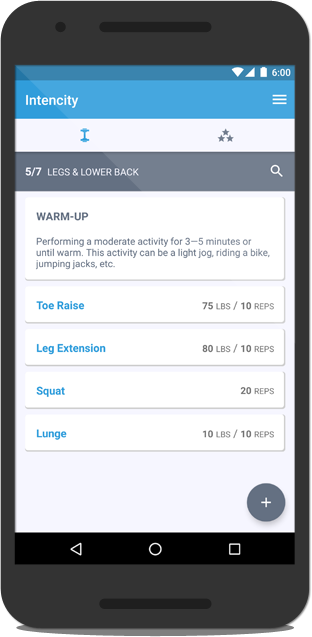 6:00
Intencity
5/7 LEGS & LOWER BACK
WARM-UP
Performing a moderate activity for 3—5 minutes or
until warm. This activity can be a light jog, riding a bike,
jumping jacks, etc.
Toe Raise 75 LBS / 10 REPS
Leg Extension 80 LBS / 10 REPS
Squat 20 REPS
Lunge 10 LBS / 10 REPS
+